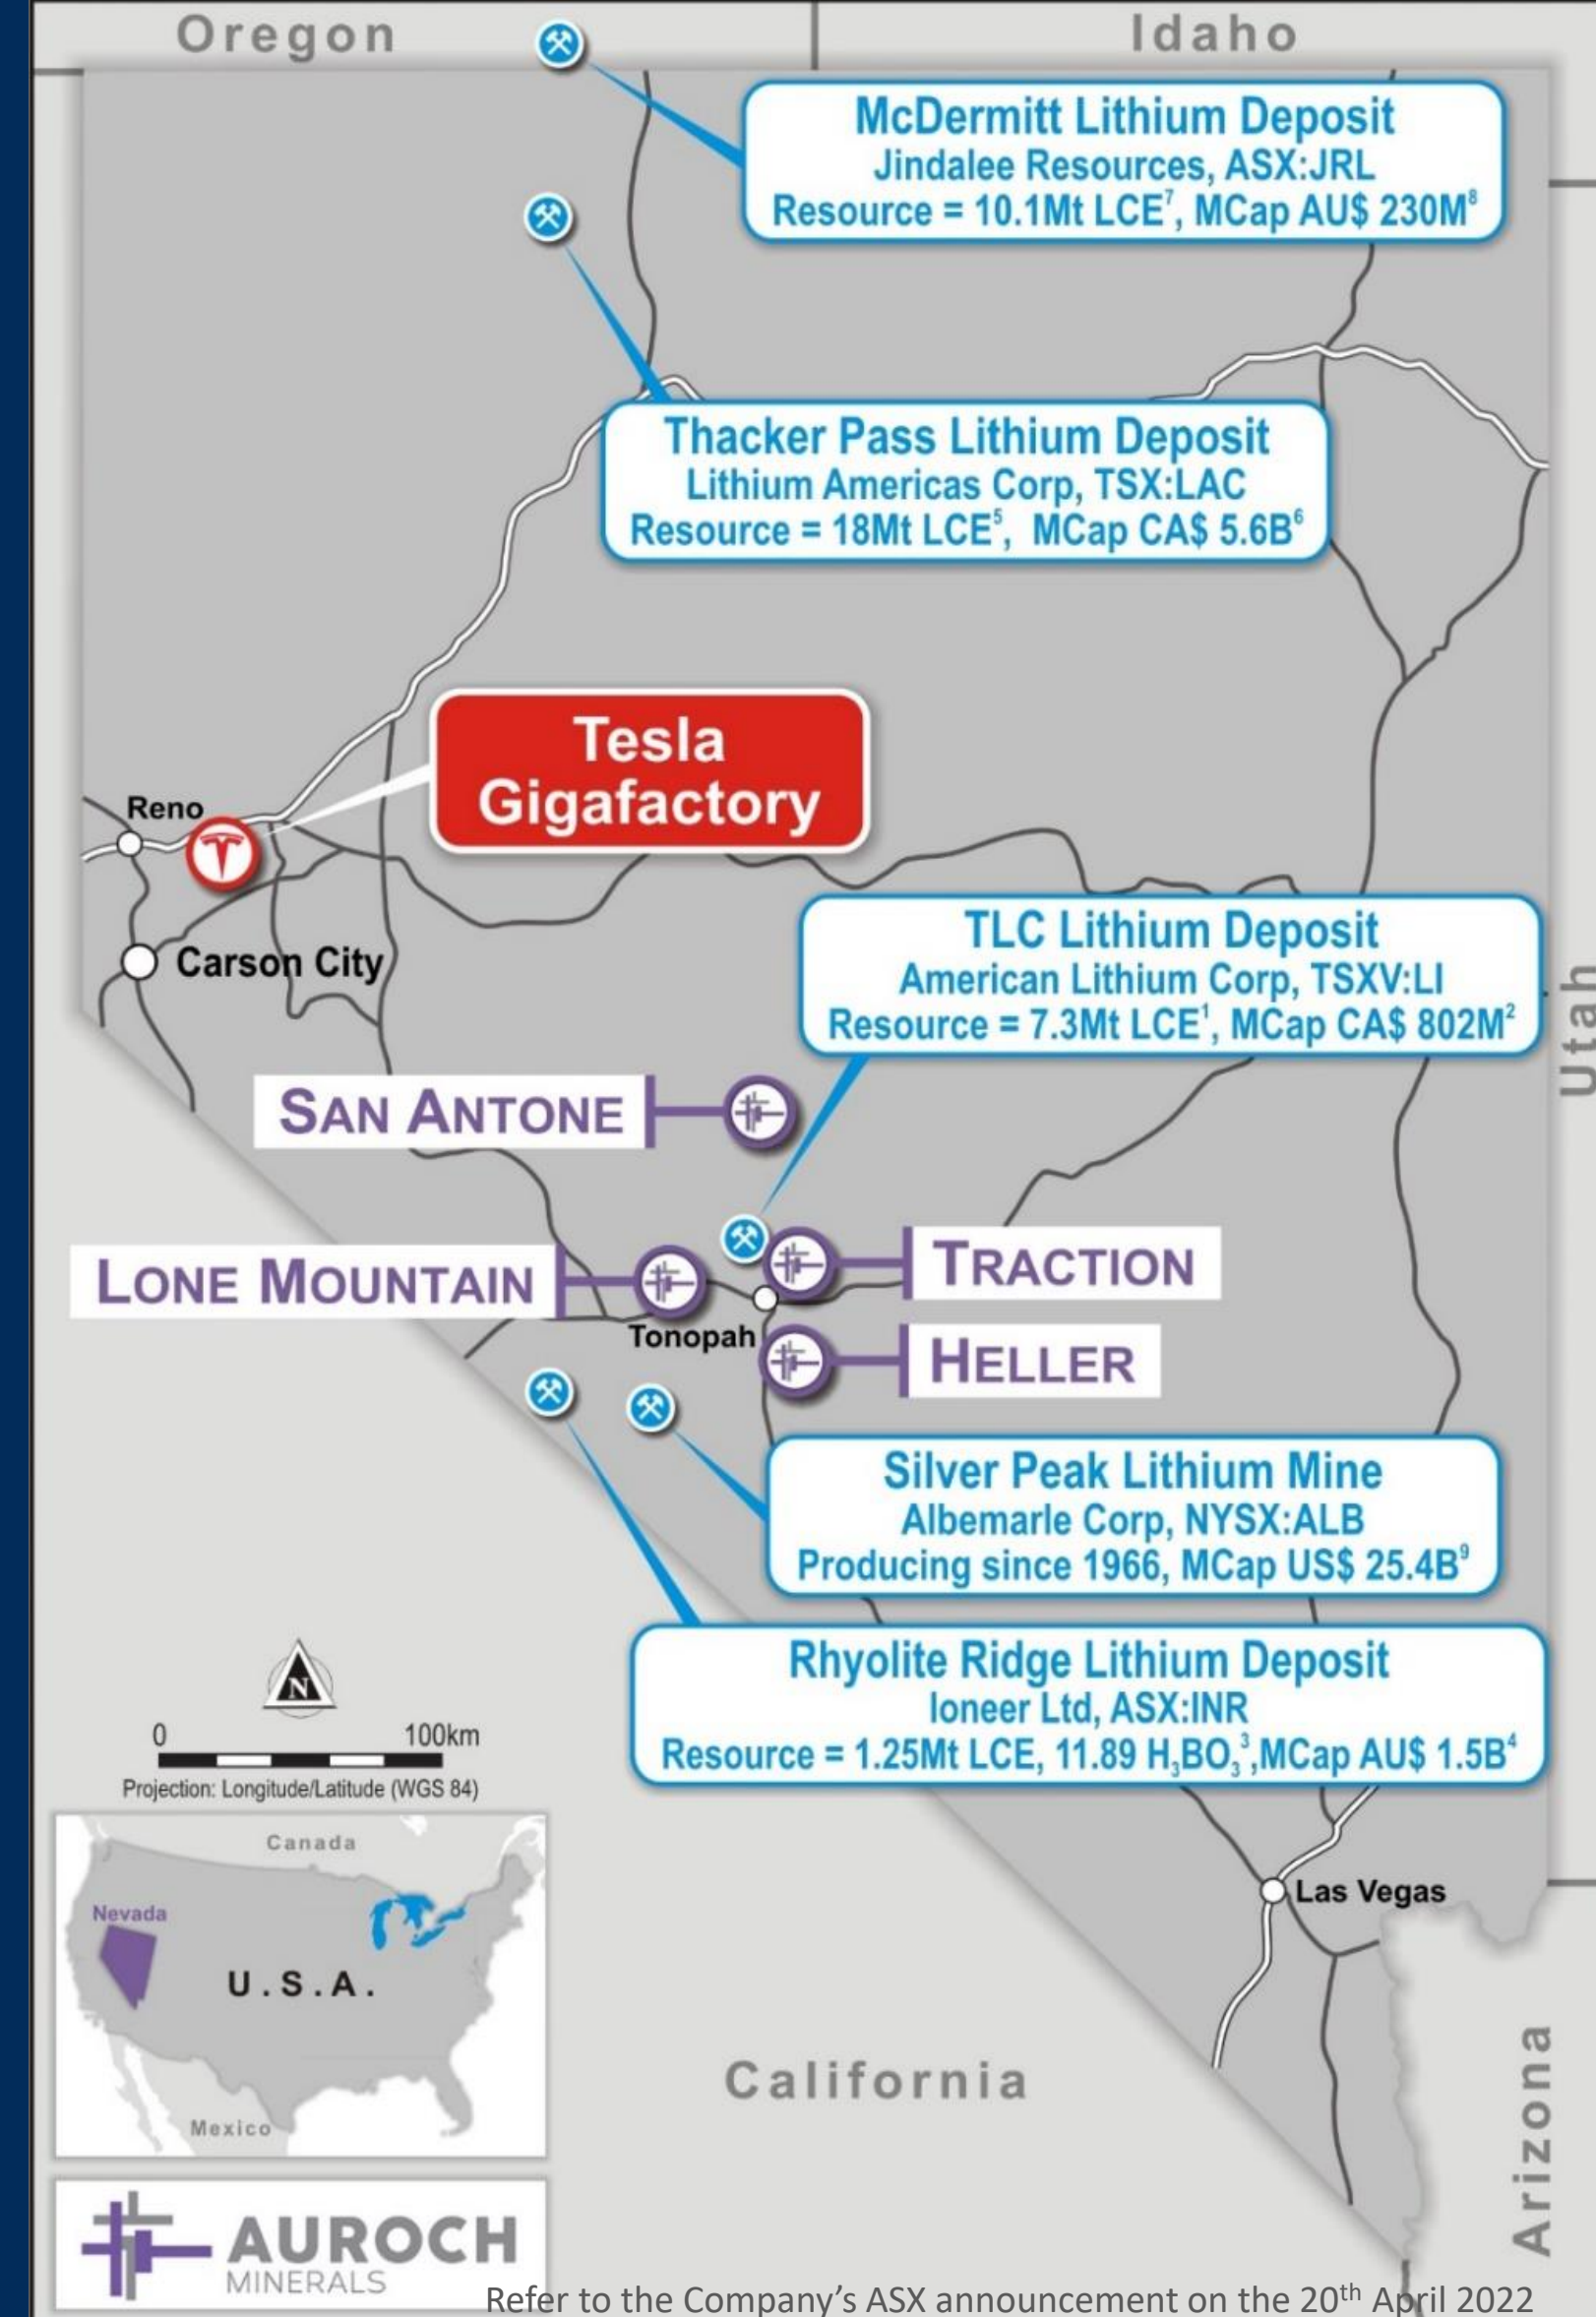 Oregon
Idaho
McDermitt Lithium Deposit
Jindalee Resources, ASX:JRL
Resource = 10.1Mt LCE⁷, MCap AU$ 230M⁸
Thacker Pass Lithium Deposit
Lithium Americas Corp, TSX:LAC
Resource = 18Mt LCE⁵, MCap CA$ 5.6B⁶
Tesla
Gigafactory
Reno
Carson City
TLC Lithium Deposit
American Lithium Corp, TSXV:LI
Resource = 7.3Mt LCE¹, MCap CA$ 802M²
Utah
SAN ANTONE
LONE MOUNTAIN
TRACTION
Tonopah
HELLER
Silver Peak Lithium Mine
Albemarle Corp, NYSX:ALB
Producing since 1966, MCap US$ 25.4B⁹
Rhyolite Ridge Lithium Deposit
Ioneer Ltd, ASX:INR
Resource = 1.25Mt LCE, 11.89 H₃BO₃³,MCap AU$ 1.5B⁴
N
0 100km
Projection: Longitude/Latitude (WGS 84)
Canada
Nevada
U.S.A.
Mexico
Las Vegas
California
Arizona
AUROCH
MINERALS
Refer to the Company's ASX announcement on the 20th April 2022